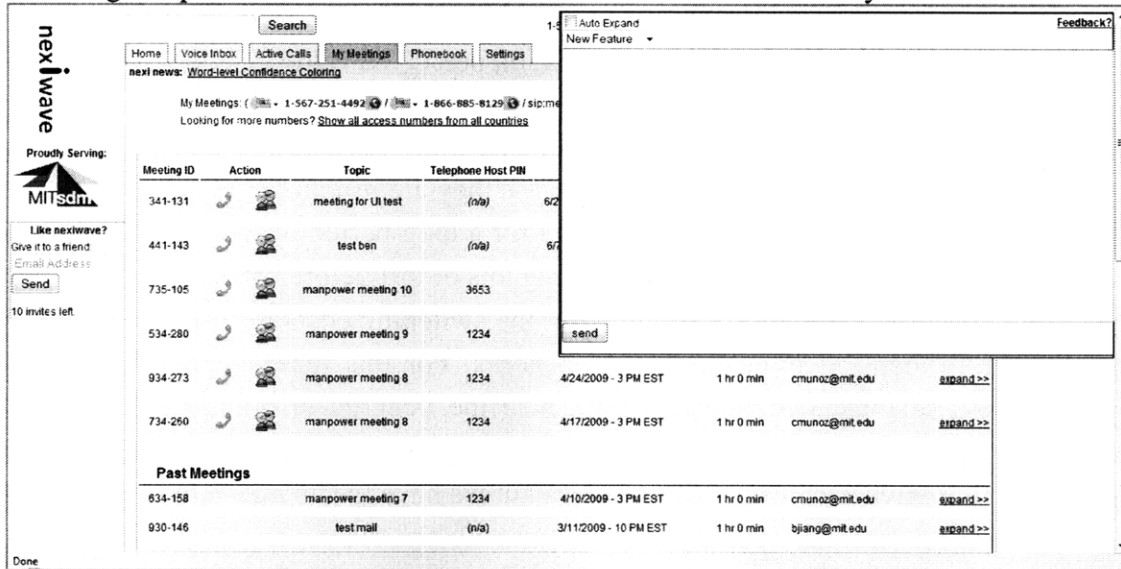 Search
1-5
Auto Expand
Feedback?
New Feature
Home Voice Inbox Active Calls My Meetings Phonebook Settings
nexi news: Word-level Confidence Coloring
My Meetings: ( 1-567-251-4492 / 1-866-885-8129 / sip:me
Looking for more numbers? Show all access numbers from all countries
nexiwave
Proudly Serving:
MITsdm
Like nexiwave?
Give it to a friend:
Email Address
Send
10 invites left.
Meeting ID Action Topic Telephone Host PIN
341-131 meeting for UI test (n/a) 6/2
441-143 test ben (n/a) 6/7
735-105 manpower meeting 10 3653
534-280 manpower meeting 9 1234
send
934-273 manpower meeting 8 1234 4/24/2009 - 3 PM EST 1 hr 0 min cmunoz@mit.edu expand >>
734-260 manpower meeting 8 1234 4/17/2009 - 3 PM EST 1 hr 0 min cmunoz@mit.edu expand >>
Past Meetings
634-158 manpower meeting 7 1234 4/10/2009 - 3 PM EST 1 hr 0 min cmunoz@mit.edu expand >>
930-146 test mail (n/a) 3/11/2009 - 10 PM EST 1 hr 0 min bjiang@mit.edu expand >>
Done